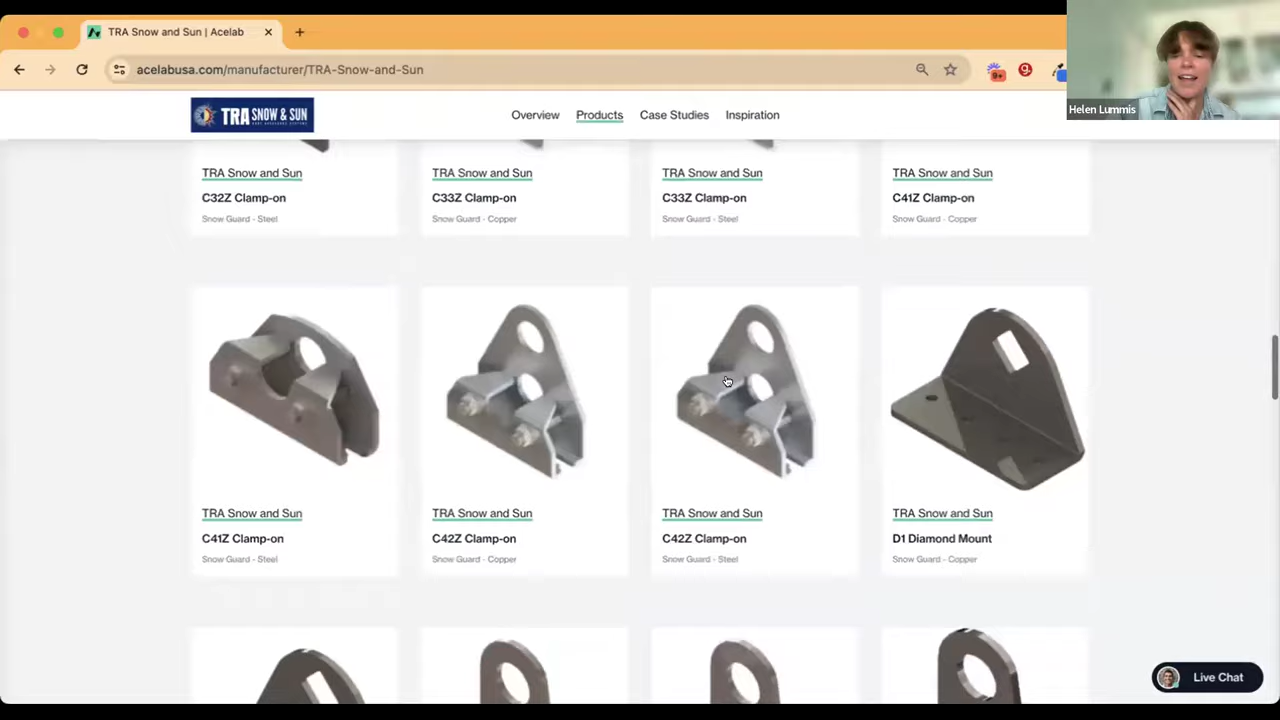 TRA Snow and Sun | Acelab
acelabusa.com/manufacturer/TRA-Snow-and-Sun
9+
Helen Lummis
TRA SNOW & SUN
Overview
Products
Case Studies
Inspiration
TRA Snow and Sun
C32Z Clamp-on
Snow Guard - Steel
TRA Snow and Sun
C33Z Clamp-on
Snow Guard - Copper
TRA Snow and Sun
C33Z Clamp-on
Snow Guard - Steel
TRA Snow and Sun
C41Z Clamp-on
Snow Guard - Copper
TRA Snow and Sun
C41Z Clamp-on
Snow Guard - Steel
TRA Snow and Sun
C42Z Clamp-on
Snow Guard - Copper
TRA Snow and Sun
C42Z Clamp-on
Snow Guard - Steel
TRA Snow and Sun
D1 Diamond Mount
Snow Guard - Copper
Live Chat